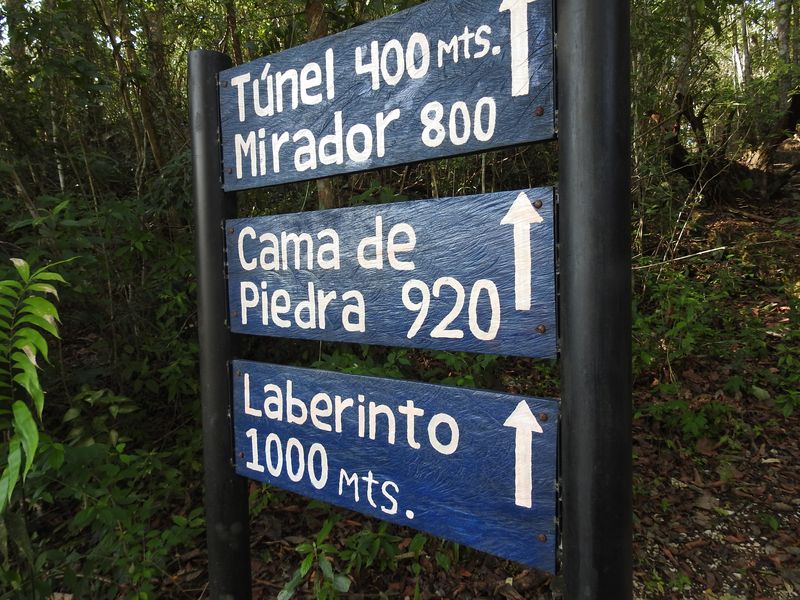 Túnel 400 MTS.
Mirador 800
Cama de
Piedra 920
Laberinto
1000 MTS.